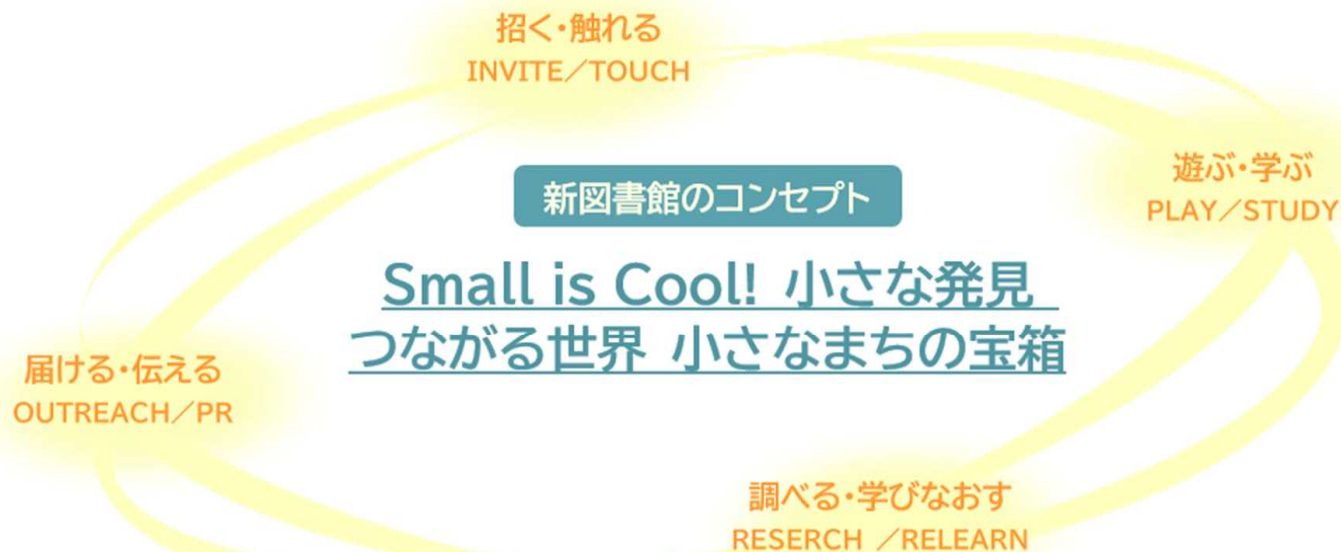 招く・触れる
INVITE／TOUCH
遊ぶ・学ぶ
PLAY／STUDY
新図書館のコンセプト
Small is Cool! 小さな発見
つながる世界 小さなまちの宝箱
届ける・伝える
OUTREACH／PR
調べる・学びなおす
RESERCH ／RELEARN